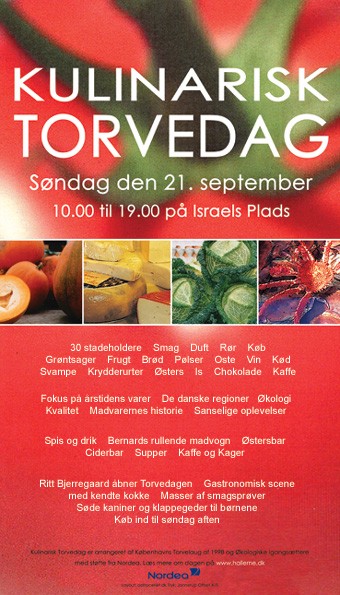 KULINARISK
TORVEDAG
Søndag den 21. september
10.00 til 19.00 på Israels Plads
30 stadeholdere Smag Duft Rør Køb
Grøntsager Frugt Brød Pølser Oste Vin Kød
Svampe Krydderurter Østers Is Chokolade Kaffe
Fokus på årstidens varer De danske regioner Økologi
Kvalitet Madvarernes historie Sanselige oplevelser
Spis og drik Bernards rullende madvogn Østersbar
Ciderbar Supper Kaffe og Kager
Ritt Bjerregaard åbner Torvedagen Gastronomisk scene
med kendte kokke Masser af smagsprøver
Søde kaniner og klappegeder til børnene
Køb ind til søndag aften
Kulinarisk Torvedag er arrangeret af Københavns Torvelaug af 1998 og Økologiske Igangsættere
med støtte fra Nordea. Læs mere om dagen på www.hallerne.dk
Nordea